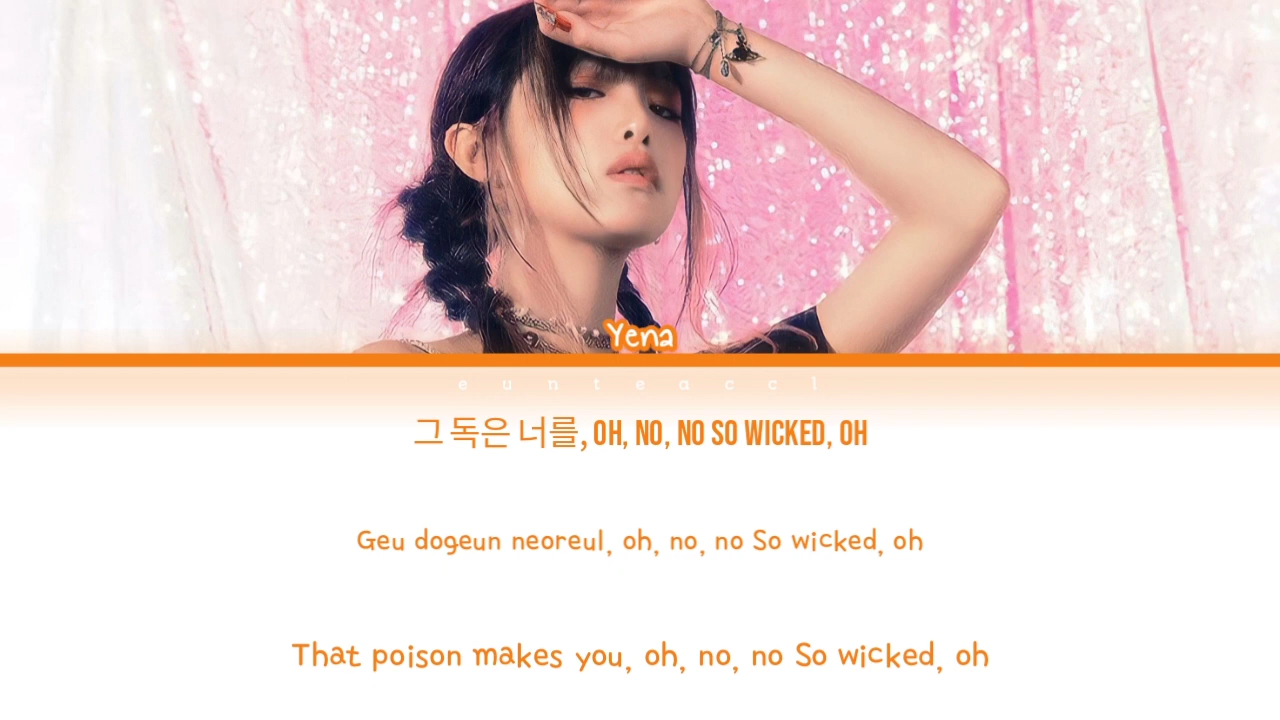 Yena
eunteacc1
그 독은 너를, OH, NO, NO SO WICKED, OH
Geu dogeun neoreul, oh, no, no So wicked, oh
That poison makes you, oh, no, no So wicked, oh